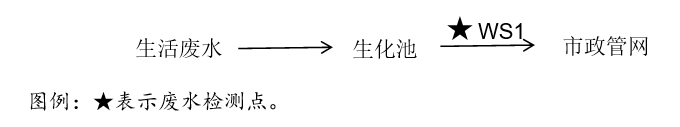 生活废水 → 生化池 ★ WS1 → 市政管网
图例：★表示废水检测点。